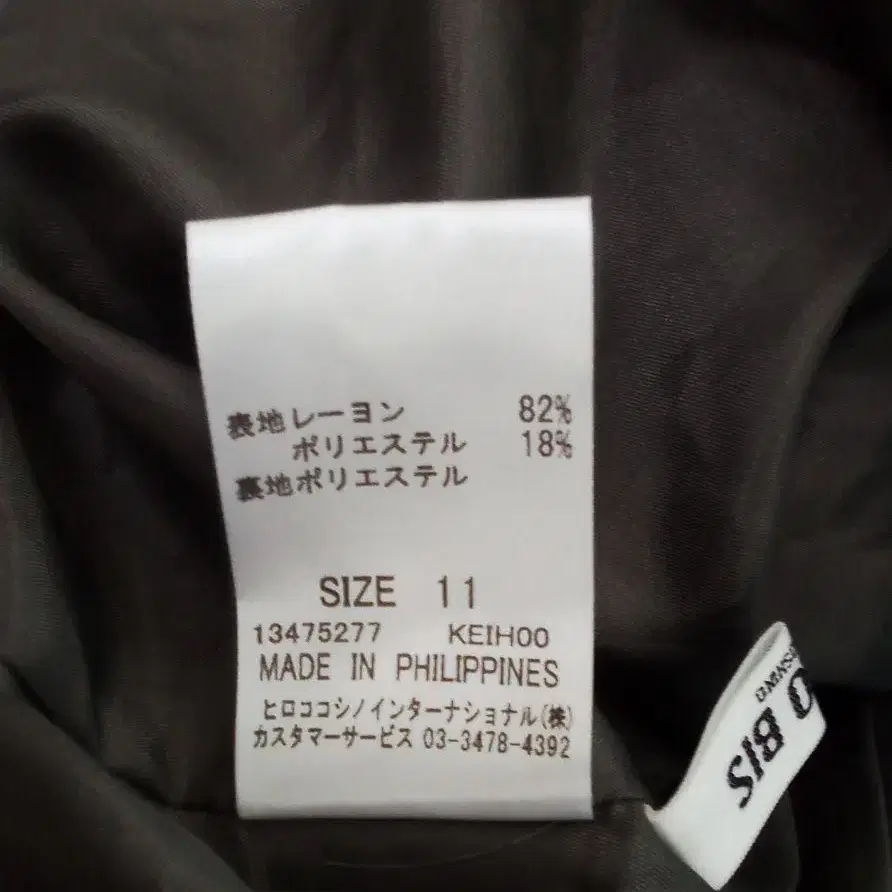 表地レーヨン 82%
ポリエステル 18%
裏地ポリエステル
SIZE 11
13475277 KEIHOO
MADE IN PHILIPPINES
ヒロココシノインターナショナル(株)
カスタマーサービス 03-3478-4392
O BIS